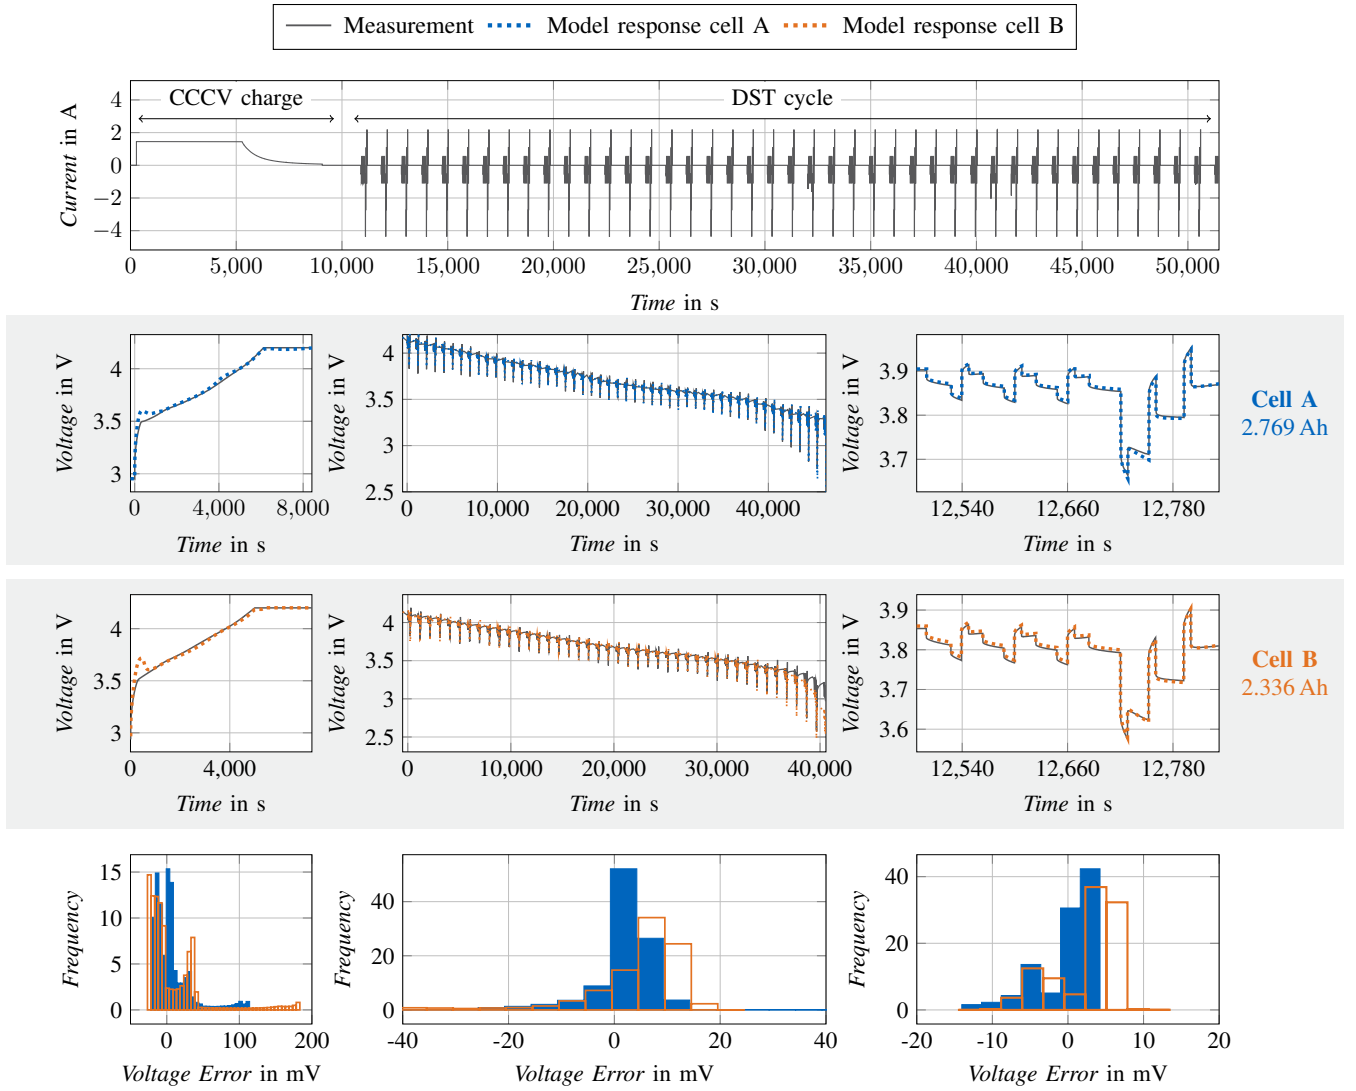 Measurement Model response cell A Model response cell B
CCCV charge DST cycle
Current in A
4
2
0
−2
−4
0 5,000 10,000 15,000 20,000 25,000 30,000 35,000 40,000 45,000 50,000
Time in s
Voltage in V
4
3.5
3
0 4,000 8,000
Time in s
Voltage in V
4
3.5
3
2.5
0 10,000 20,000 30,000 40,000
Time in s
Voltage in V
3.9
3.8
3.7
12,540 12,660 12,780
Time in s
Cell A
2.769 Ah
Voltage in V
4
3.5
3
4,000
Time in s
Voltage in V
4
3.5
3
2.5
0 10,000 20,000 30,000 40,000
Time in s
Voltage in V
3.9
3.8
3.7
3.6
12,540 12,660 12,780
Time in s
Cell B
2.336 Ah
Frequency
15
10
5
0
0 100 200
Voltage Error in mV
Frequency
40
20
0
-40 -20 0 20 40
Voltage Error in mV
Frequency
40
20
0
-20 -10 0 10 20
Voltage Error in mV